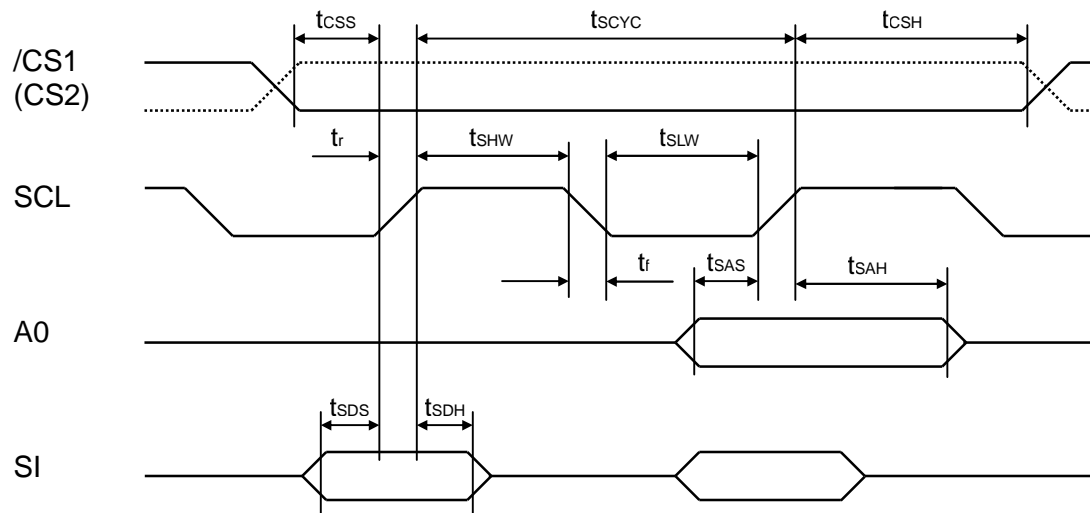 tCSS tSCYC tCSH
/CS1
(CS2)
tr tSHW tSLW
SCL
tf tSAS tSAH
A0
tSDS tSDH
SI